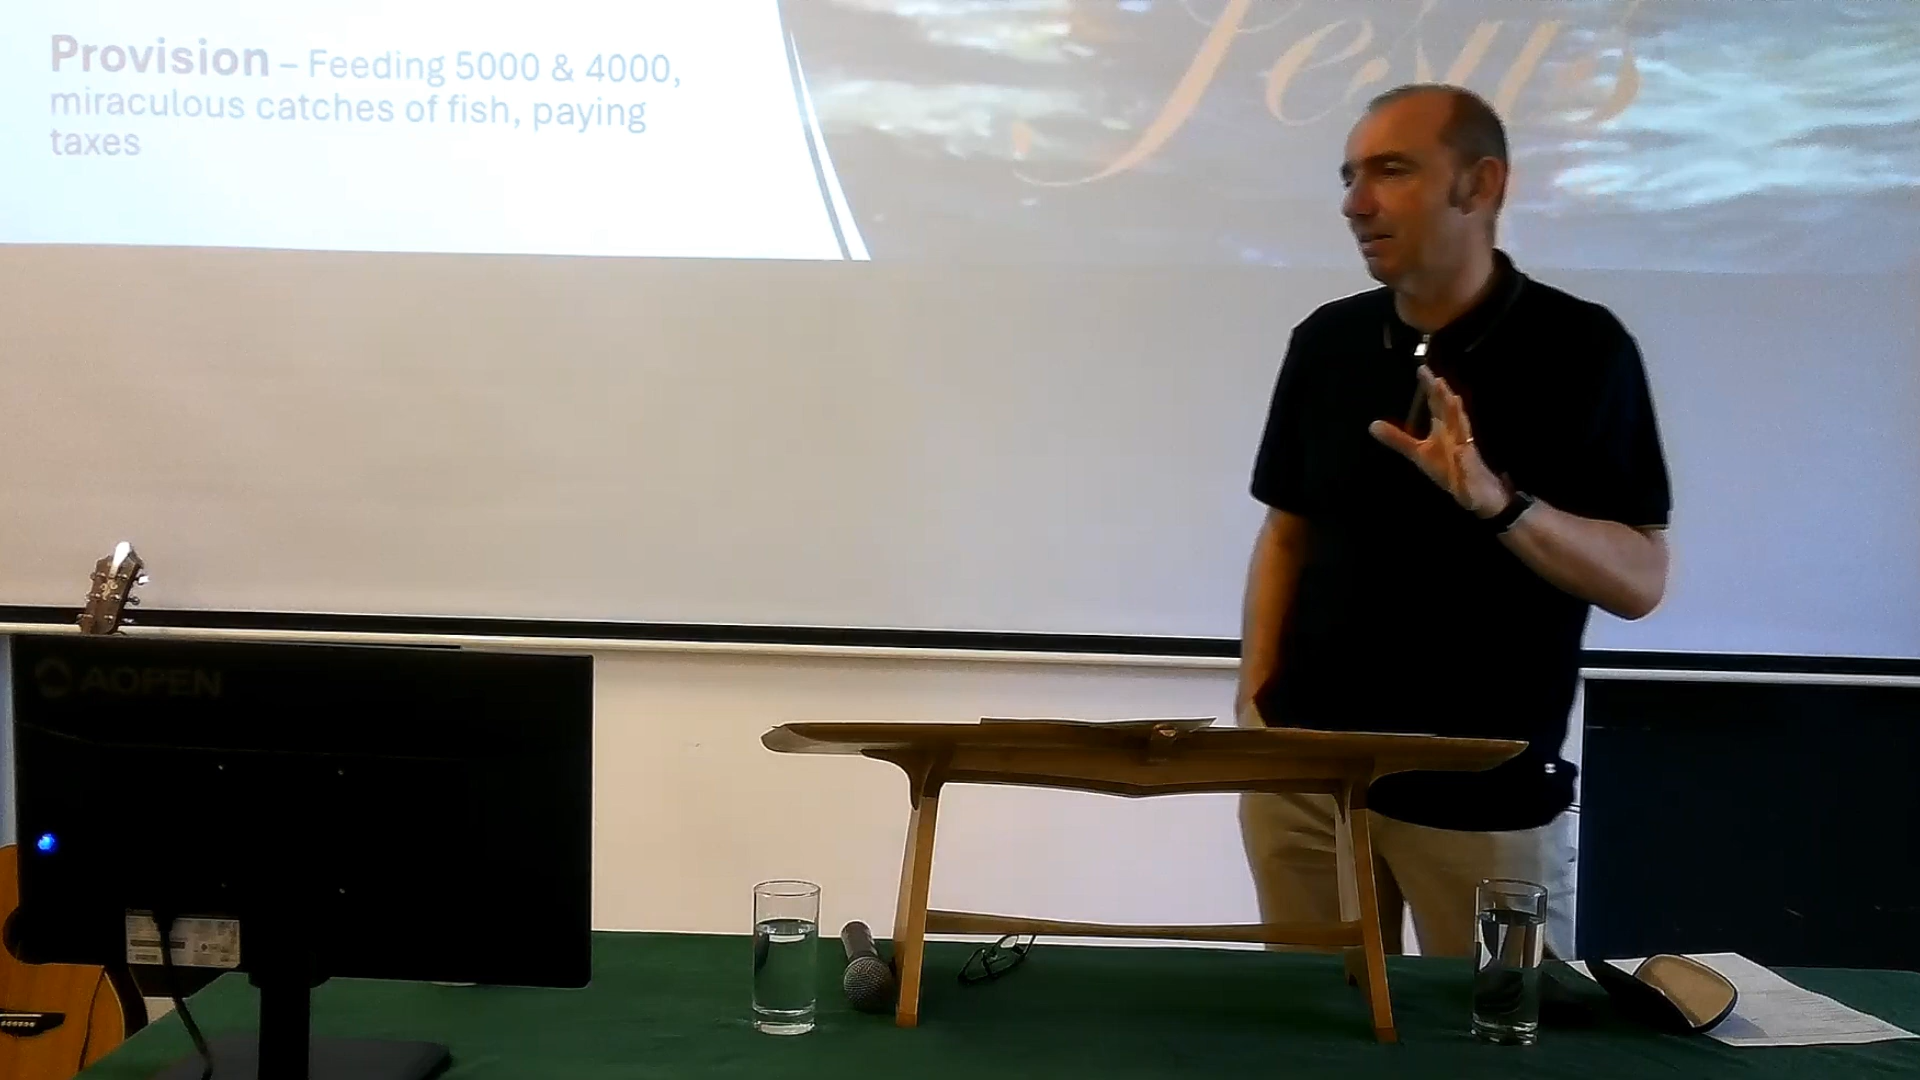 Provision – Feeding 5000 & 4000,
miraculous catches of fish, paying
taxes
Jesus
AOPEN